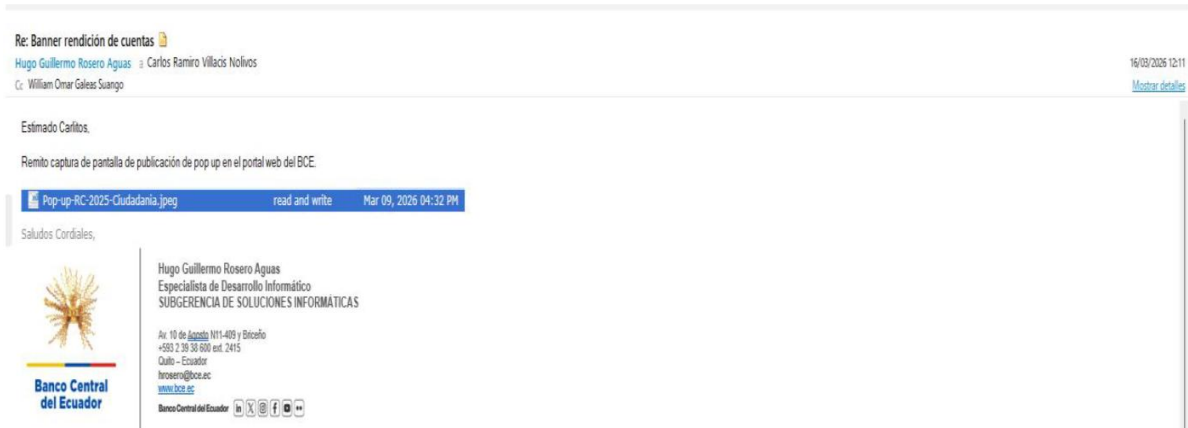 Re: Banner rendición de cuentas
Hugo Guillermo Rosero Aguas a Carlos Ramiro Villacis Nolivos
16/03/2026 12:11
Cc William Omar Galeas Suango
Mostrar detalles
Estimado Carlitos,
Remito captura de pantalla de publicación de pop up en el portal web del BCE.
Pop-up-RC-2025-Ciudadania.jpeg read and write Mar 09, 2026 04:32 PM
Saludos Cordiales,
Hugo Guillermo Rosero Aguas
Especialista de Desarrollo Informático
SUBGERENCIA DE SOLUCIONES INFORMÁTICAS
Av. 10 de Agosto N11-409 y Briceño
+593 2 39 38 600 ext. 2415
Quito – Ecuador
hrosero@bce.ec
www.bce.ec
Banco Central del Ecuador
Banco Central
del Ecuador